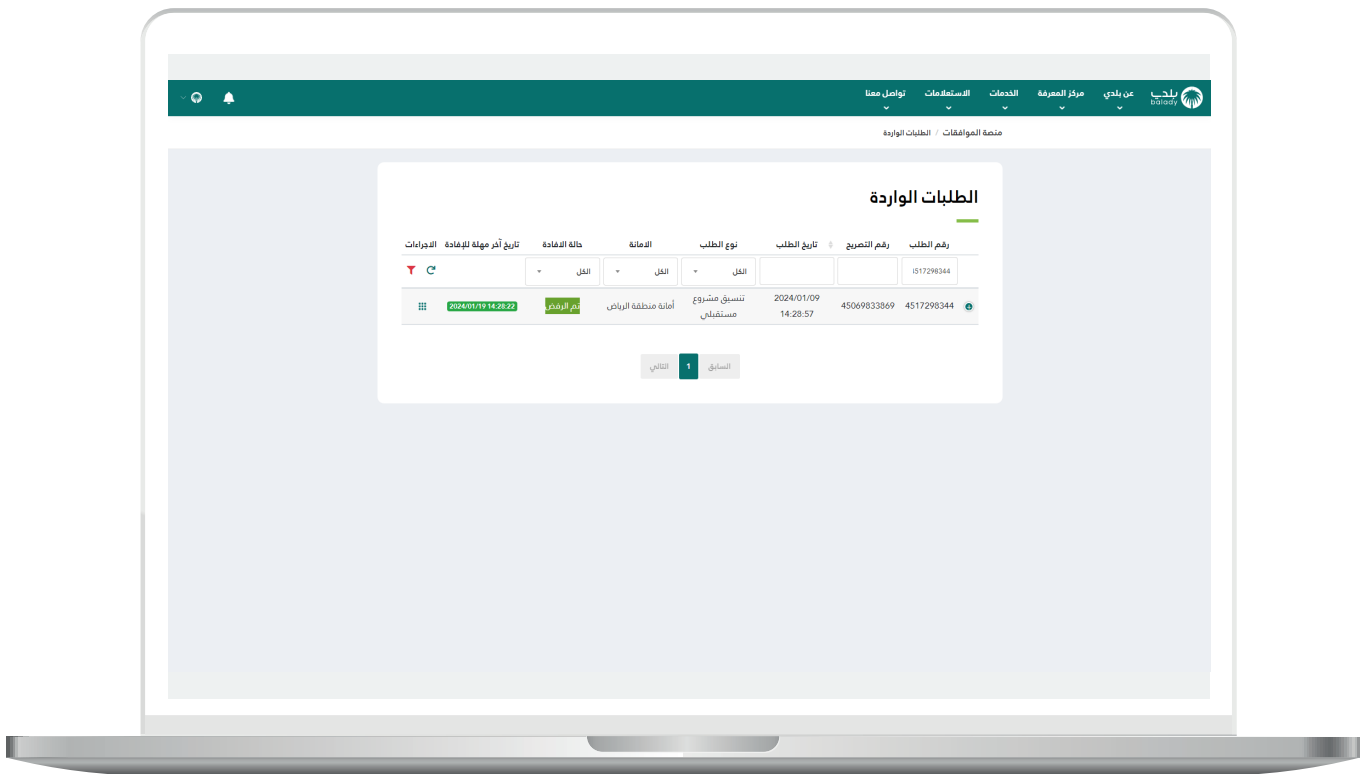 بلدي
balady
عن بلدي
مركز المعرفة
الخدمات
الاستعلامات
تواصل معنا
منصة الموافقات / الطلبات الواردة
الطلبات الواردة
رقم الطلب
رقم التصريح
تاريخ الطلب
نوع الطلب
الامانة
حالة الافادة
تاريخ آخر مهلة للإفادة
الاجراءات
الكل
الكل
الكل
4517298344
45069833869
2024/01/09
14:28:57
تنسيق مشروع
مستقبلي
أمانة منطقة الرياض
تم الرفض
2024/01/19 14:28:22
السابق
1
التالي